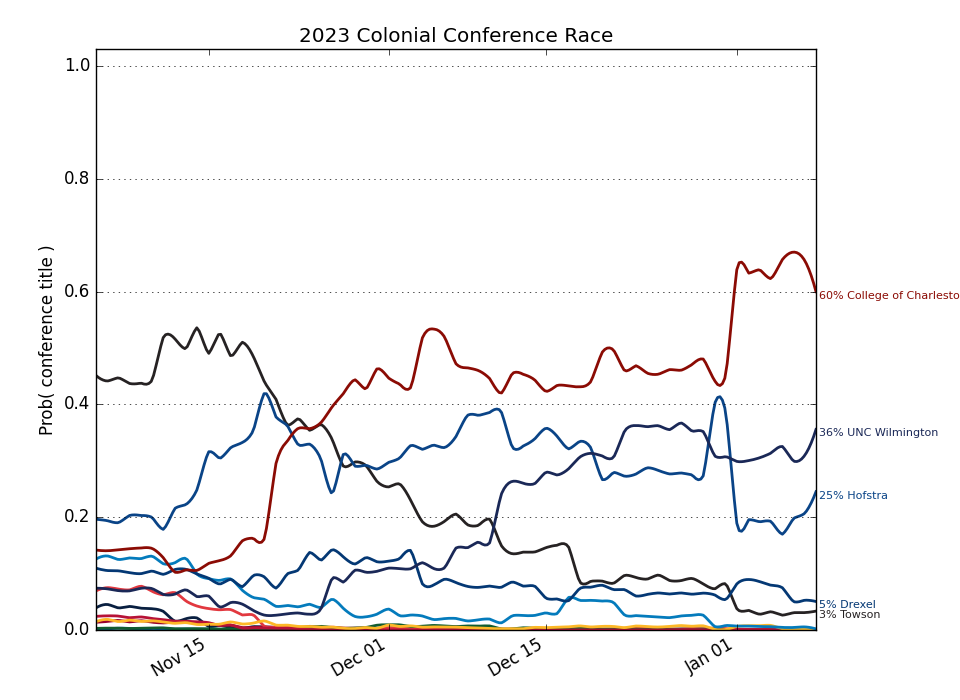 2023 Colonial Conference Race
Prob( conference title )
1.0
0.8
0.6
0.4
0.2
0.0
60% College of Charlesto
36% UNC Wilmington
25% Hofstra
5% Drexel
3% Towson
Nov 15
Dec 01
Dec 15
Jan 01